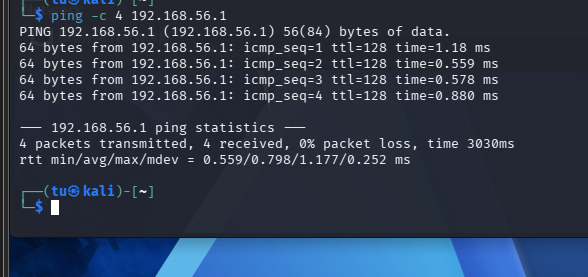 └─$ ping -c 4 192.168.56.1
PING 192.168.56.1 (192.168.56.1) 56(84) bytes of data.
64 bytes from 192.168.56.1: icmp_seq=1 ttl=128 time=1.18 ms
64 bytes from 192.168.56.1: icmp_seq=2 ttl=128 time=0.559 ms
64 bytes from 192.168.56.1: icmp_seq=3 ttl=128 time=0.578 ms
64 bytes from 192.168.56.1: icmp_seq=4 ttl=128 time=0.880 ms

--- 192.168.56.1 ping statistics ---
4 packets transmitted, 4 received, 0% packet loss, time 3030ms
rtt min/avg/max/mdev = 0.559/0.798/1.177/0.252 ms

┌──(tu㉿kali)-[~]
└─$